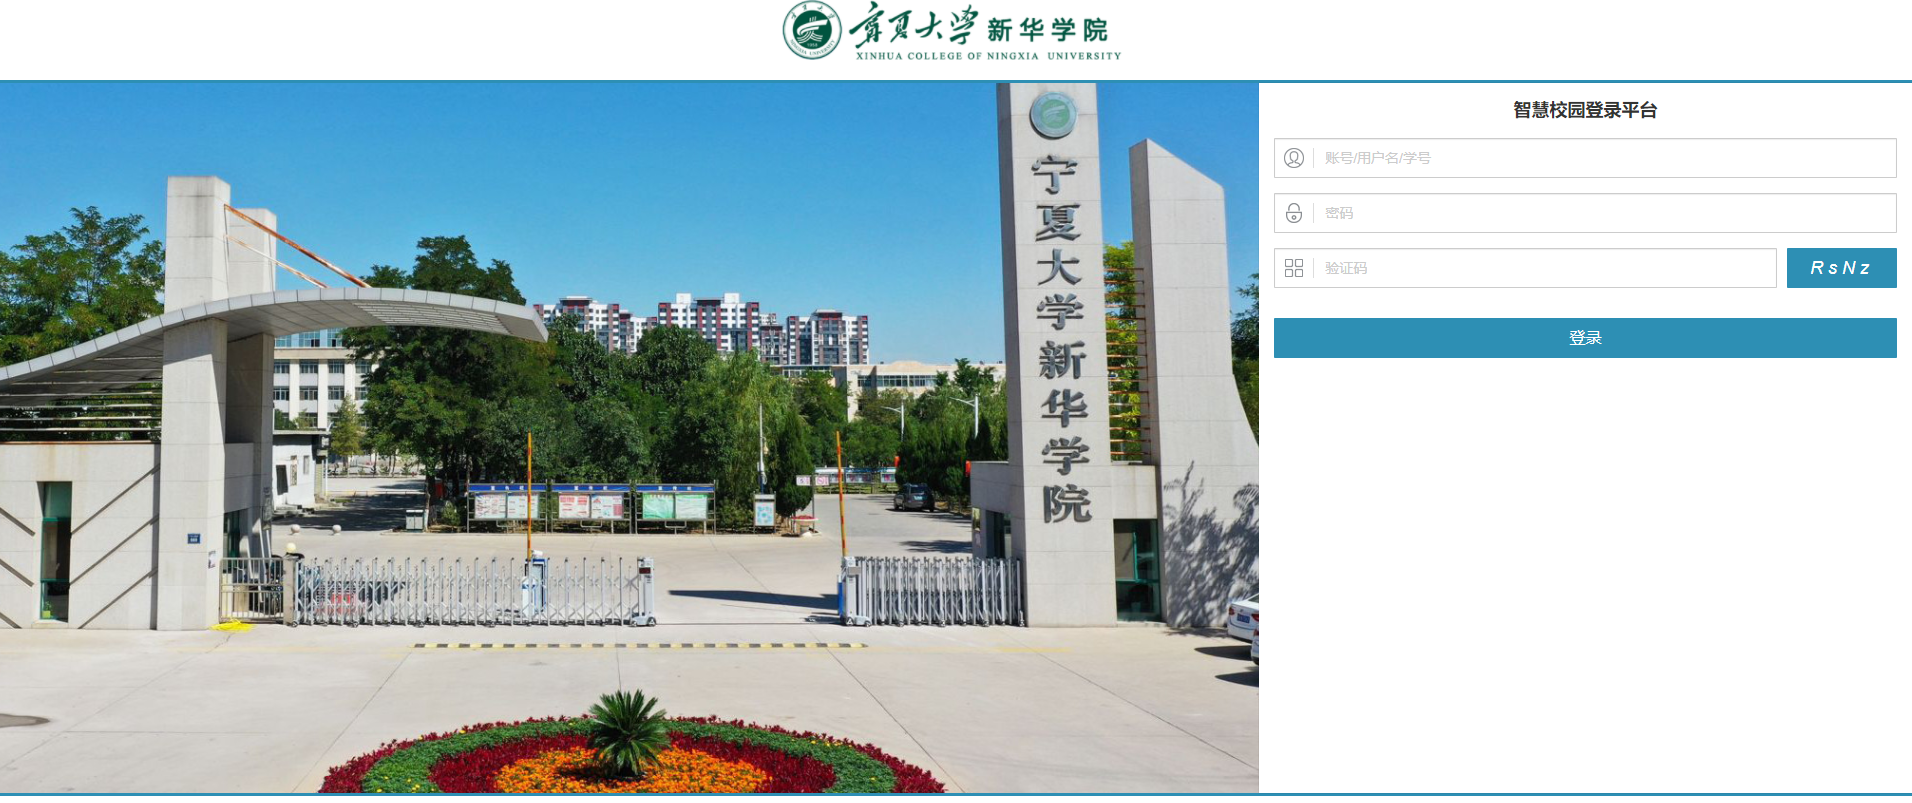 宁夏大学新华学院
XINHUA COLLEGE OF NINGXIA UNIVERSITY
宁夏大学新华学院
智慧校园登录平台
账号/用户名/学号
密码
验证码
RsNz
登录